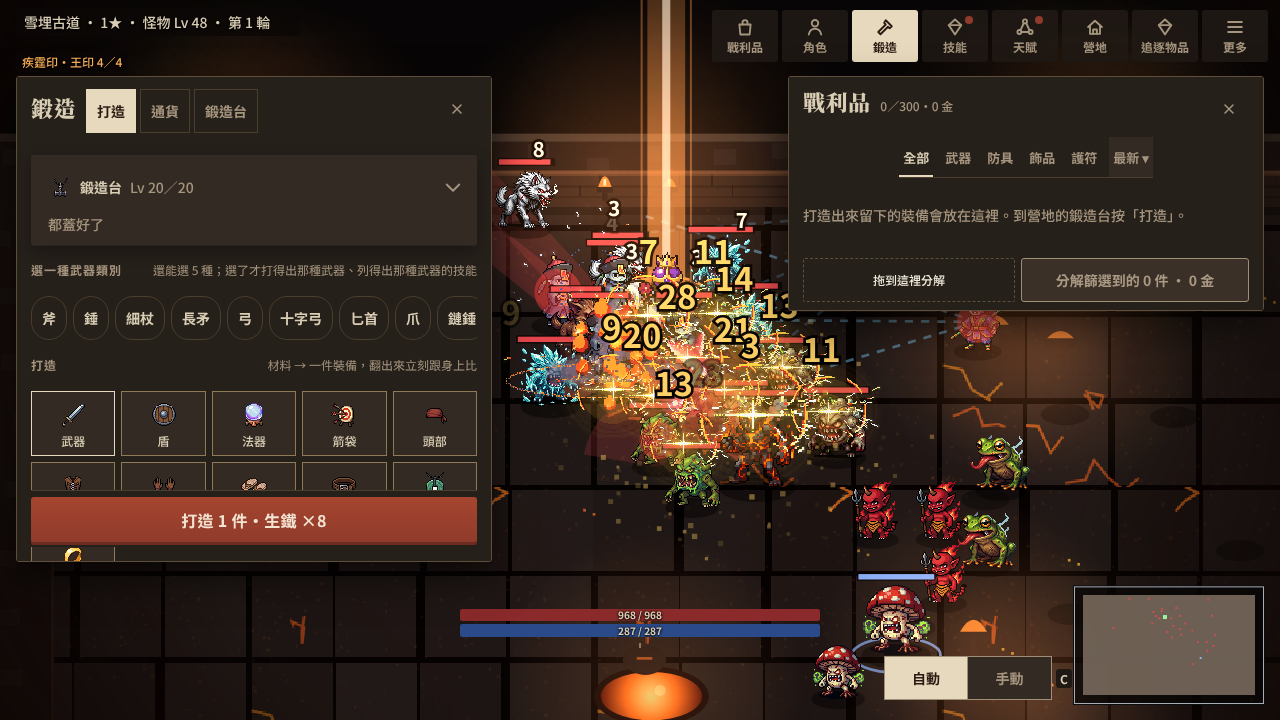 雪埋古道 · 1★ · 怪物 Lv 48 · 第 1 輪
疾霆印·王印 4／4
戰利品
角色
鍛造
技能
天賦
營地
追逐物品
更多
鍛造
打造
通貨
鍛造台
×
鍛造台 Lv 20／20
都蓋好了
選一種武器類別
還能選 5 種；選了才打得出那種武器、列得出那種武器的技能
斧
錘
細杖
長矛
弓
十字弓
匕首
爪
鏈錘
打造
材料 → 一件裝備，翻出來立刻跟身上比
武器
盾
法器
箭袋
頭部
打造 1 件 · 生鐵 ×8
戰利品 0／300 · 0 金
×
全部
武器
防具
飾品
護符
最新 ▾
打造出來留下的裝備會放在這裡。到營地的鍛造台按「打造」。
拖到這裡分解
分解篩選到的 0 件 · 0 金
8
3
4
7
3
7
11
14
28
13
9
9
20
21
3
11
13
23
968 / 968
287 / 287
自動
手動
C